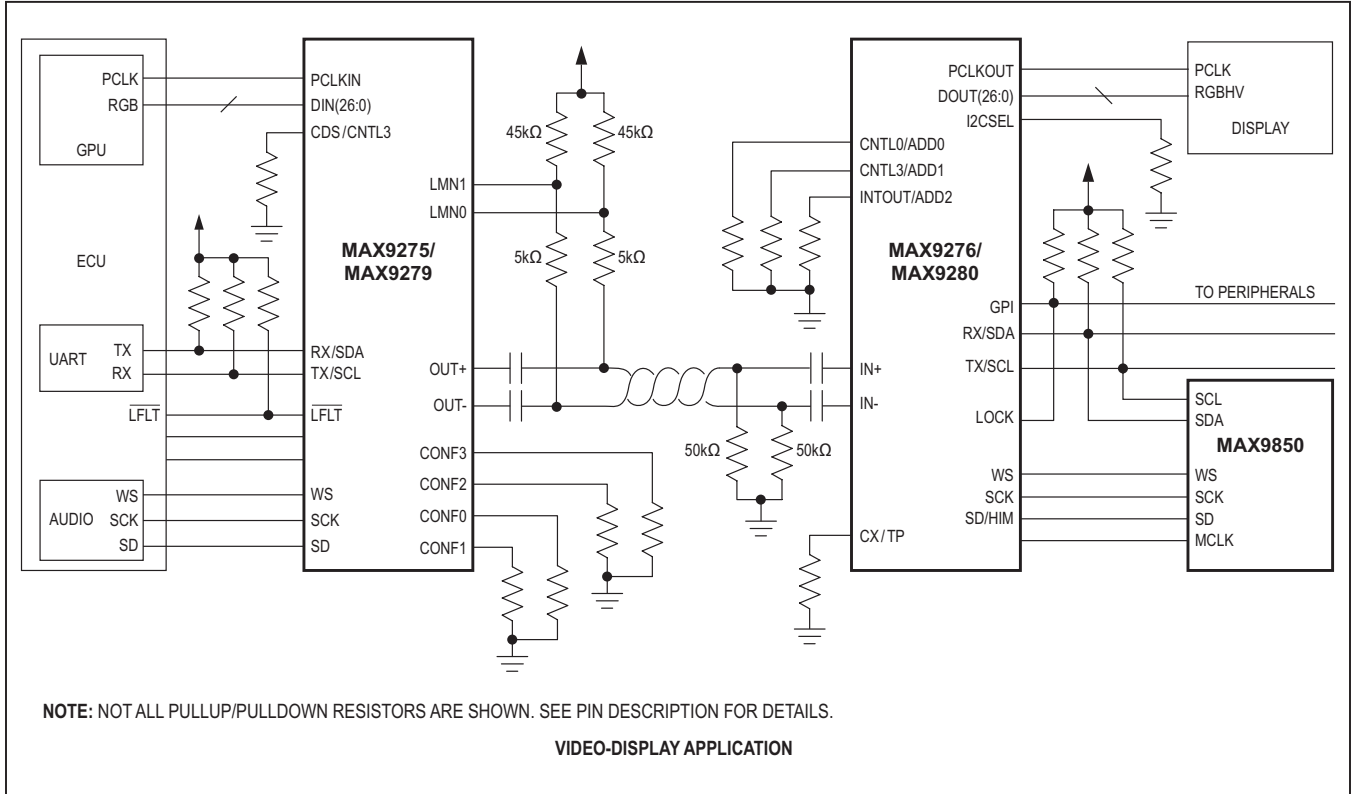 PCLK
RGB
GPU
ECU
UART
TX
RX
LFLT
AUDIO
WS
SCK
SD
PCLKIN
DIN(26:0)
CDS/CNTL3
MAX9275/
MAX9279
RX/SDA
TX/SCL
LFLT
WS
SCK
SD
LMN1
LMN0
OUT+
OUT-
CONF3
CONF2
CONF0
CONF1
45kΩ
45kΩ
5kΩ
5kΩ
50kΩ
50kΩ
CNTL0/ADD0
CNTL3/ADD1
INTOUT/ADD2
MAX9276/
MAX9280
IN+
IN-
CX/TP
PCLKOUT
DOUT(26:0)
I2CSEL
GPI
RX/SDA
TX/SCL
LOCK
WS
SCK
SD/HIM
PCLK
RGBHV
DISPLAY
TO PERIPHERALS
SCL
SDA
MAX9850
WS
SCK
SD
MCLK
NOTE: NOT ALL PULLUP/PULLDOWN RESISTORS ARE SHOWN. SEE PIN DESCRIPTION FOR DETAILS.
VIDEO-DISPLAY APPLICATION